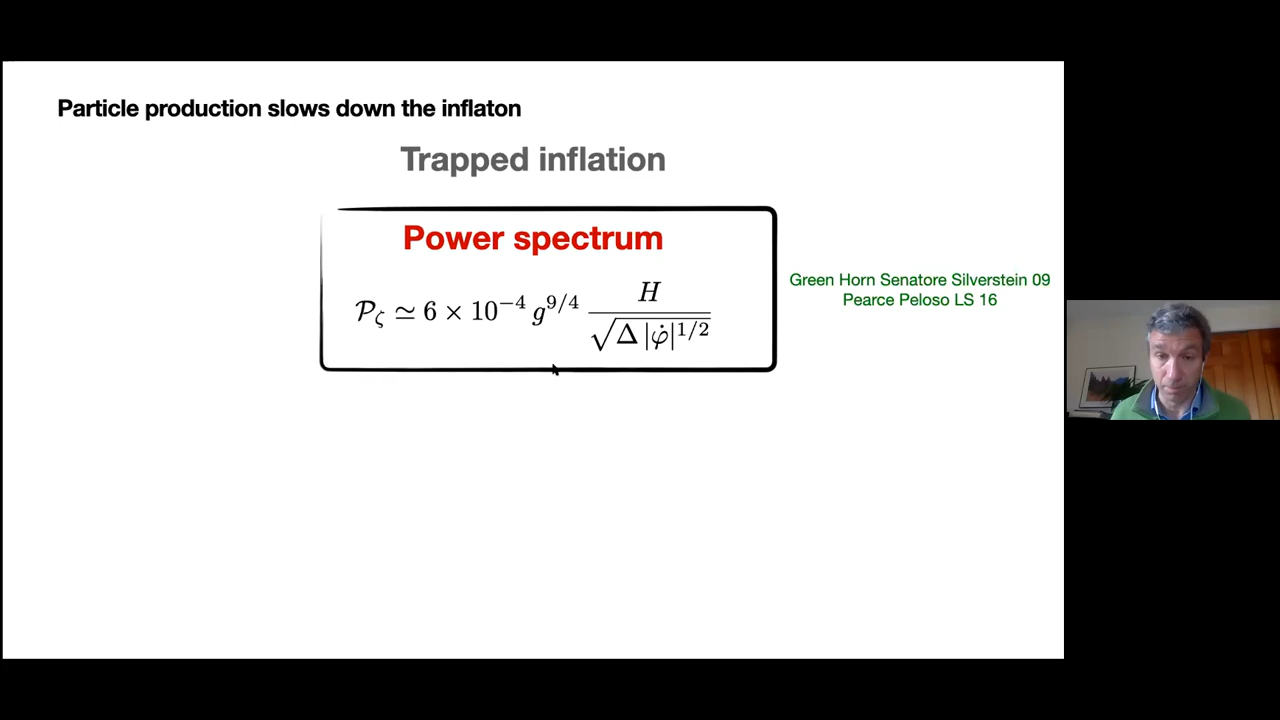 Particle production slows down the inflaton
Trapped inflation
Power spectrum
𝒫_ζ ≃ 6 × 10^{−4} g^{9/4} H / √(Δ |φ̇|^{1/2})
Green Horn Senatore Silverstein 09
Pearce Peloso LS 16